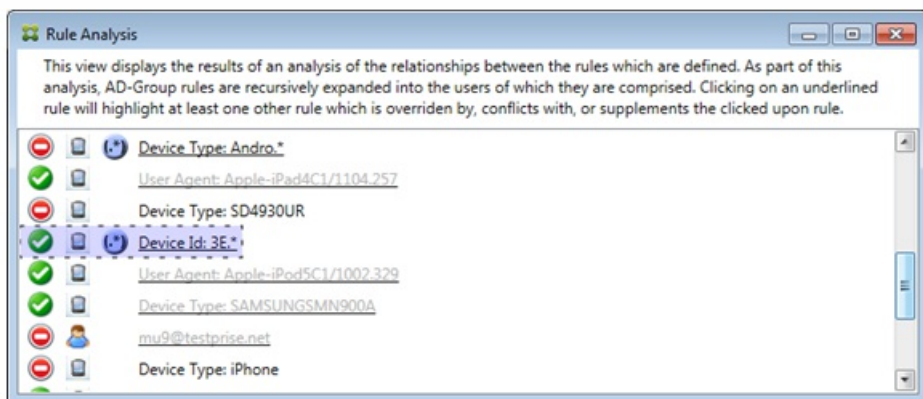 Rule Analysis
This view displays the results of an analysis of the relationships between the rules which are defined. As part of this
analysis, AD-Group rules are recursively expanded into the users of which they are comprised. Clicking on an underlined
rule will highlight at least one other rule which is overriden by, conflicts with, or supplements the clicked upon rule.
(.*) Device Type: Andro.*
User Agent: Apple-iPad4C1/1104.257
Device Type: SD4930UR
(.*) Device Id: 3E.*
User Agent: Apple-iPod5C1/1002.329
Device Type: SAMSUNGSMN900A
mu9@testprise.net
Device Type: iPhone